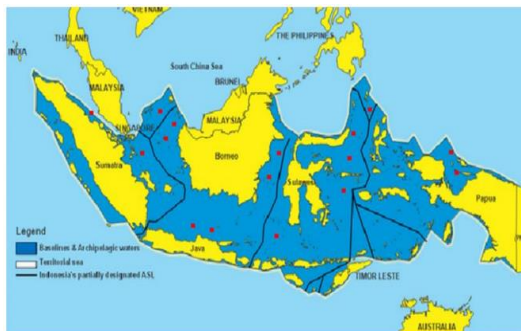 VIETNAM
THAILAND
THE PHILIPPINES
INDIA
South China Sea
MALAYSIA
BRUNEI
MALAYSIA
SINGAPORE
Sumatra
Borneo
Sulawesi
Papua
Legend
Baselines & Archipelagic waters
Territorial sea
Indonesia's partially designated ASL
Java
TIMOR LESTE
AUSTRALIA